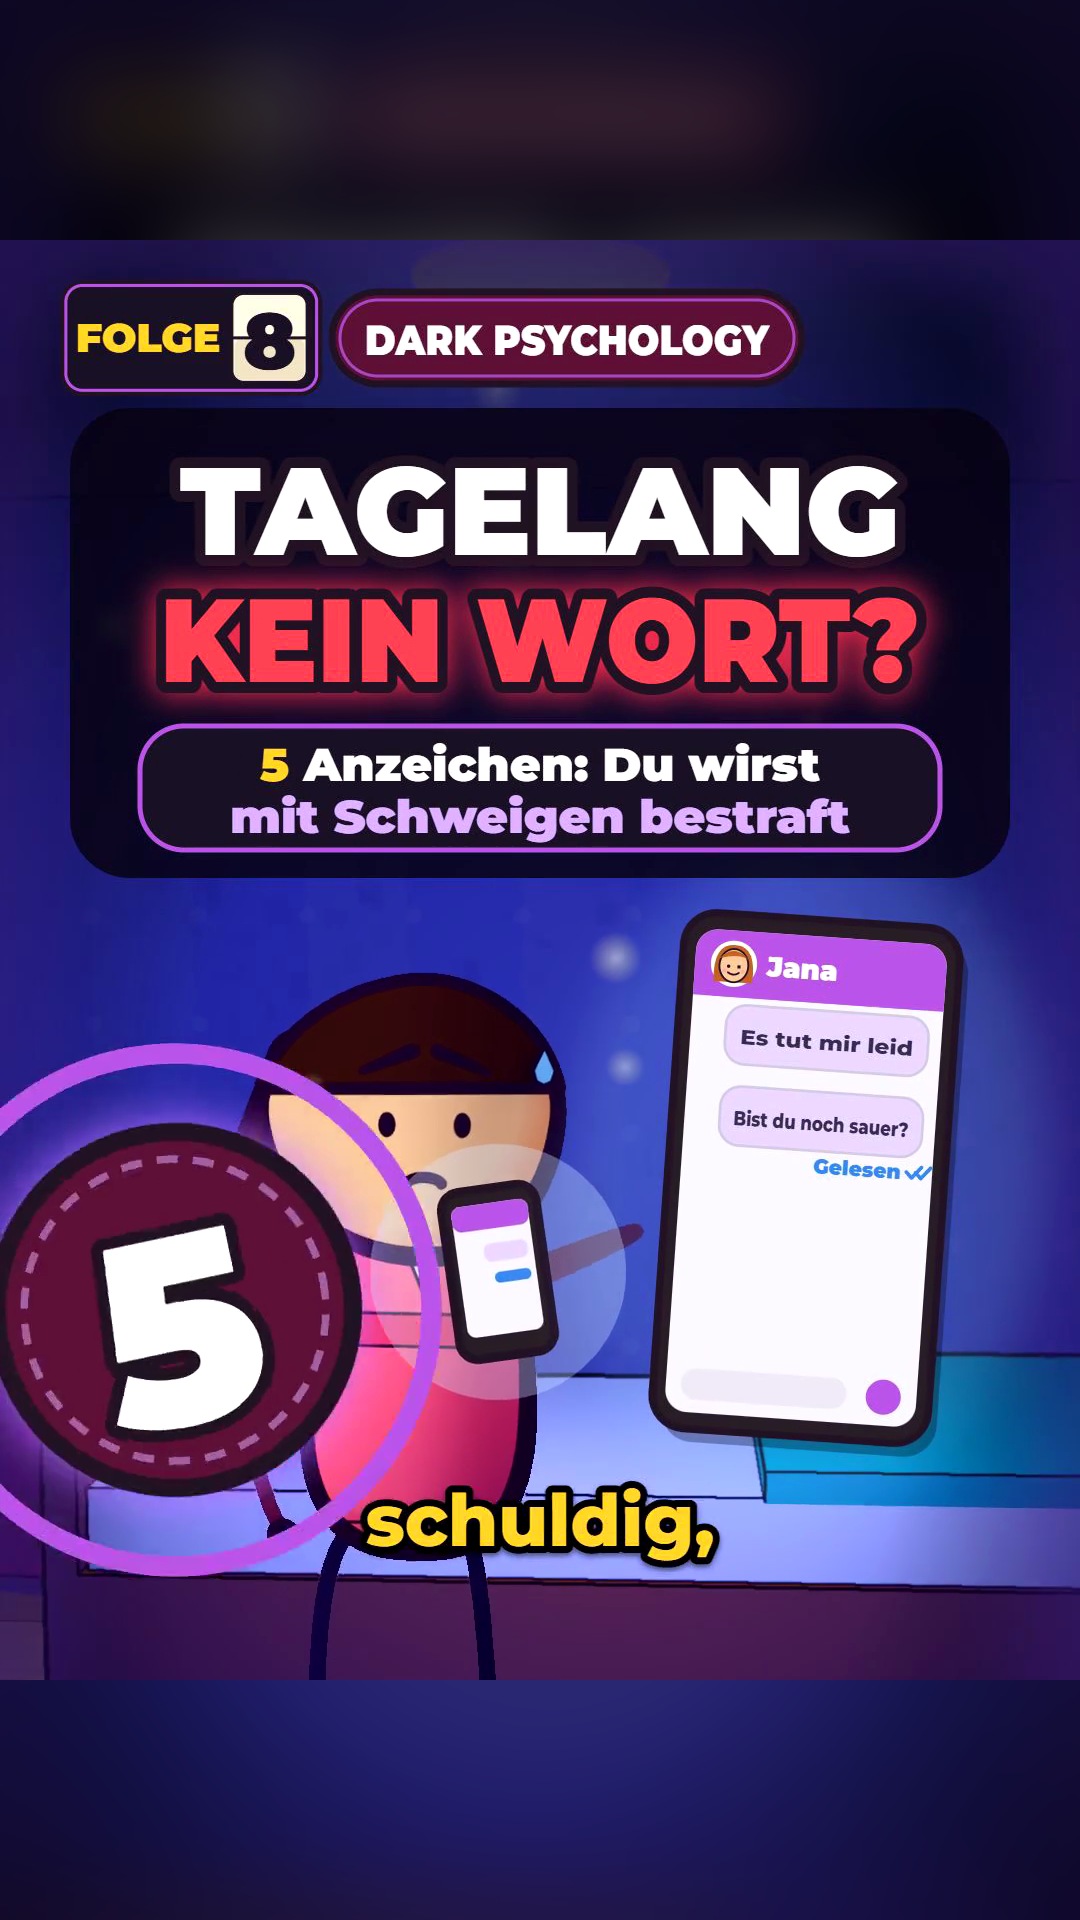 FOLGE 8
DARK PSYCHOLOGY
TAGELANG
KEIN WORT?
5 Anzeichen: Du wirst
mit Schweigen bestraft
Jana
Es tut mir leid
Bist du noch sauer?
Gelesen
5
schuldig,